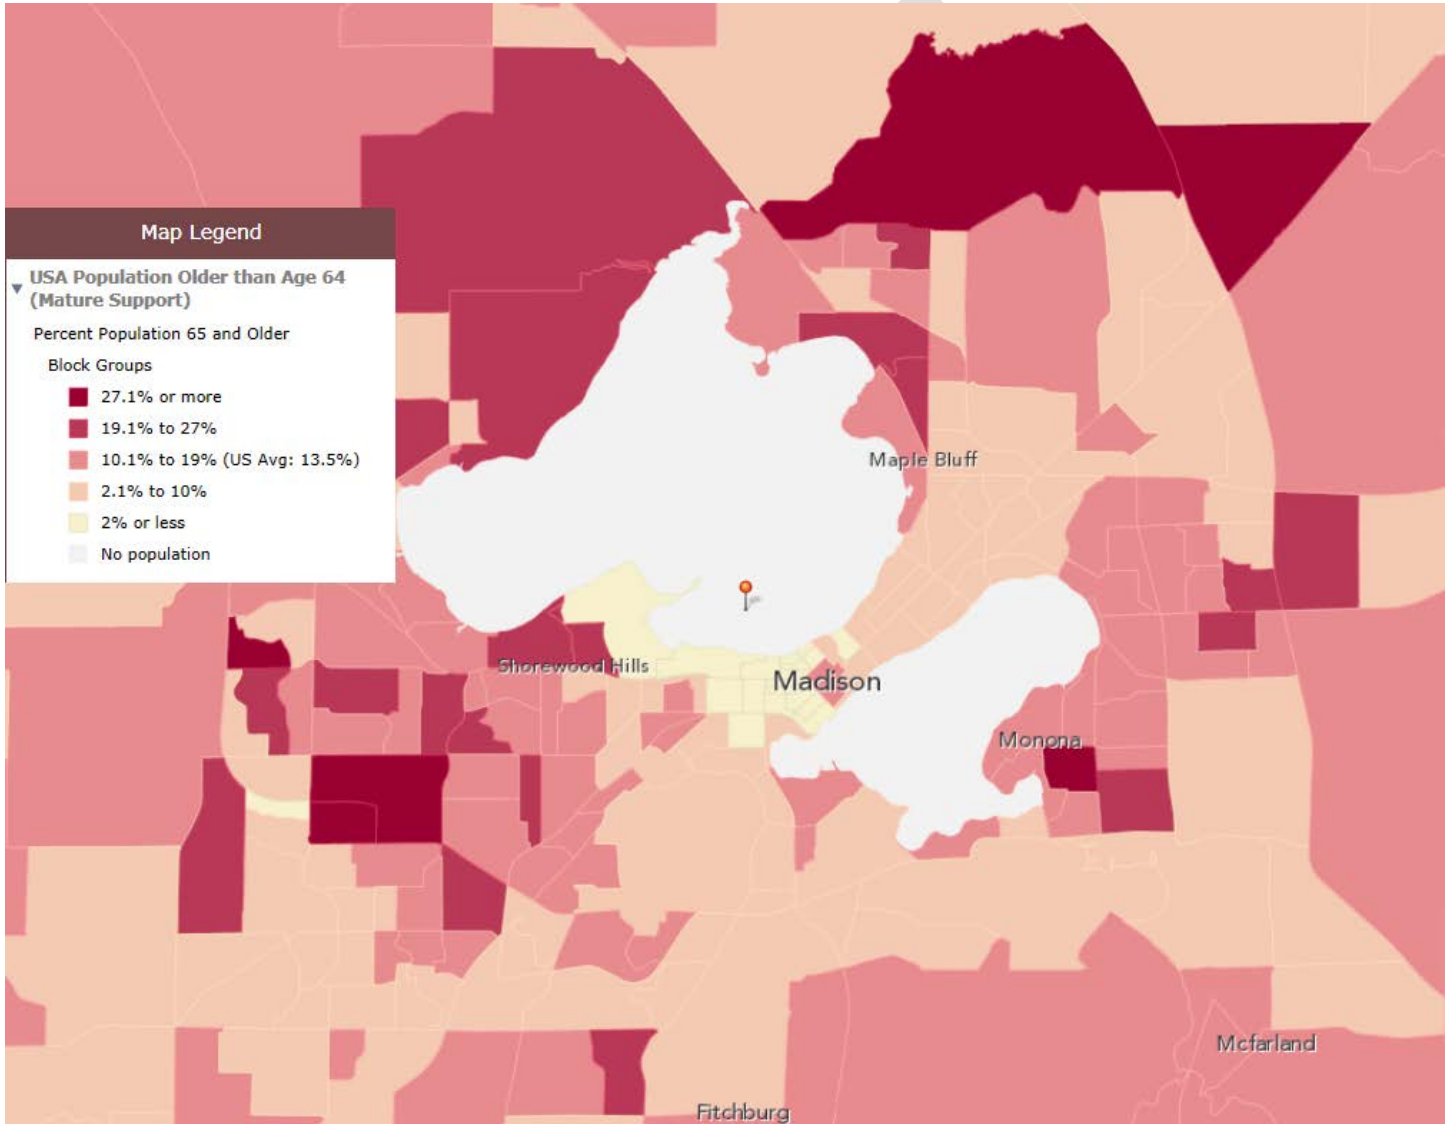 Map Legend
USA Population Older than Age 64
(Mature Support)
Percent Population 65 and Older
Block Groups
27.1% or more
19.1% to 27%
10.1% to 19% (US Avg: 13.5%)
2.1% to 10%
2% or less
No population
Maple Bluff
Shorewood Hills
Madison
Monona
Mcfarland
Fitchburg